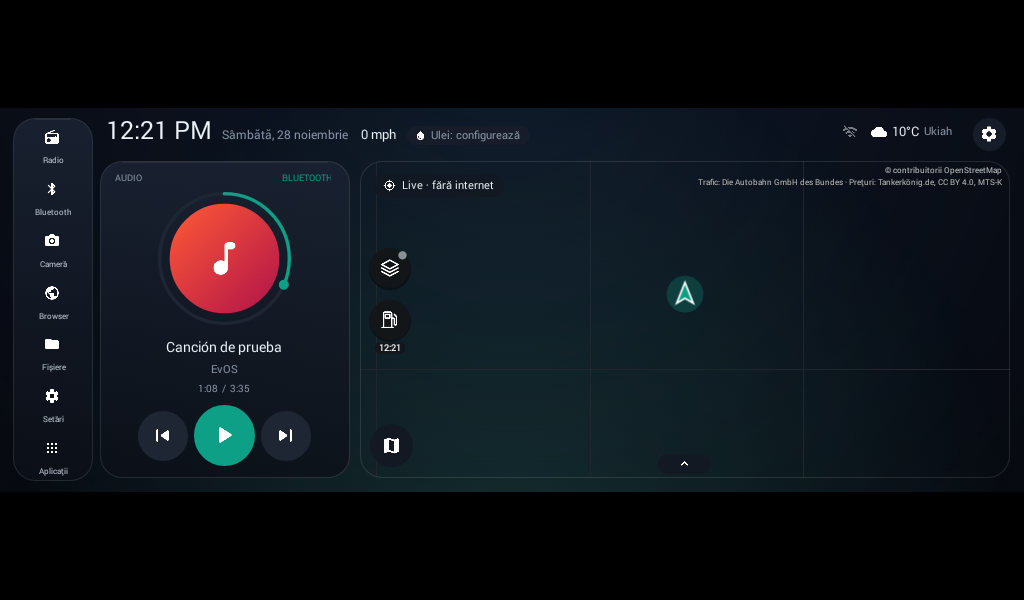 12:21 PM
Sâmbătă, 28 noiembrie
0 mph
Ulei: configurează
10°C Ukiah
Radio
Bluetooth
Cameră
Browser
Fișiere
Setări
Aplicații
AUDIO
BLUETOOTH
Canción de prueba
EvOS
1:08 / 3:35
Live · fără internet
© contribuitorii OpenStreetMap
Trafic: Die Autobahn GmbH des Bundes · Prețuri: Tankerkönig.de, CC BY 4.0, MTS-K
12:21